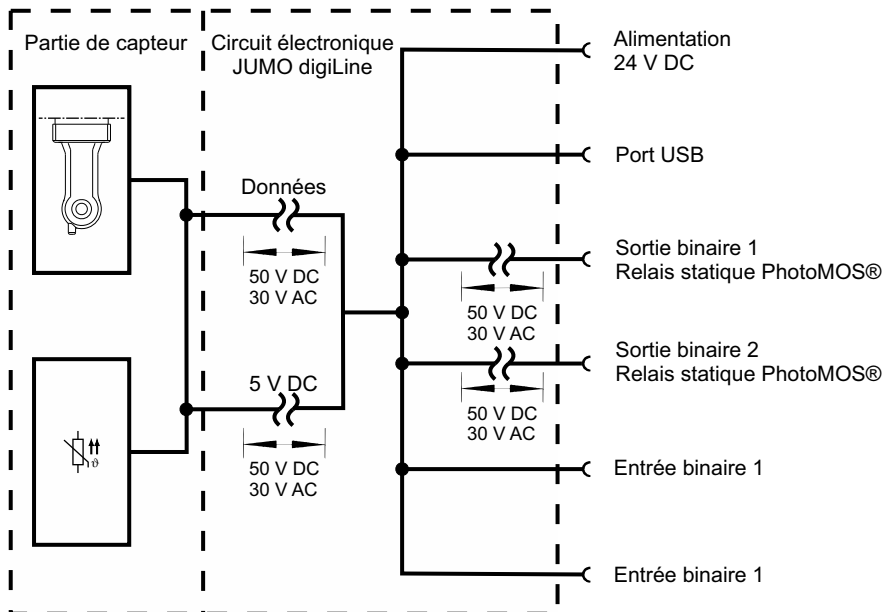 Partie de capteur
Circuit électronique
JUMO digiLine
Alimentation
24 V DC
Port USB
Données
50 V DC
30 V AC
Sortie binaire 1
Relais statique PhotoMOS®
50 V DC
30 V AC
Sortie binaire 2
Relais statique PhotoMOS®
50 V DC
30 V AC
5 V DC
50 V DC
30 V AC
ϑ
Entrée binaire 1
Entrée binaire 1